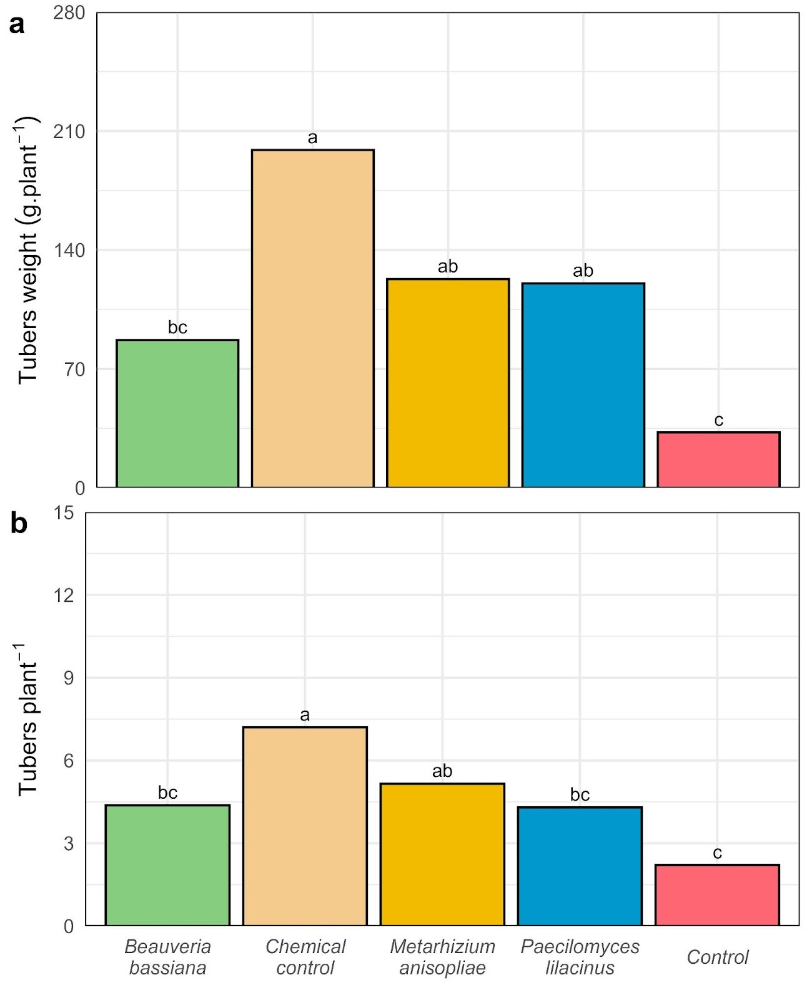 a
Tubers weight (g.plant⁻¹)
280
210
140
70
0
bc
a
ab
ab
c
b
Tubers plant⁻¹
15
12
9
6
3
0
bc
a
ab
bc
c
Beauveria
bassiana
Chemical
control
Metarhizium
anisopliae
Paecilomyces
lilacinus
Control